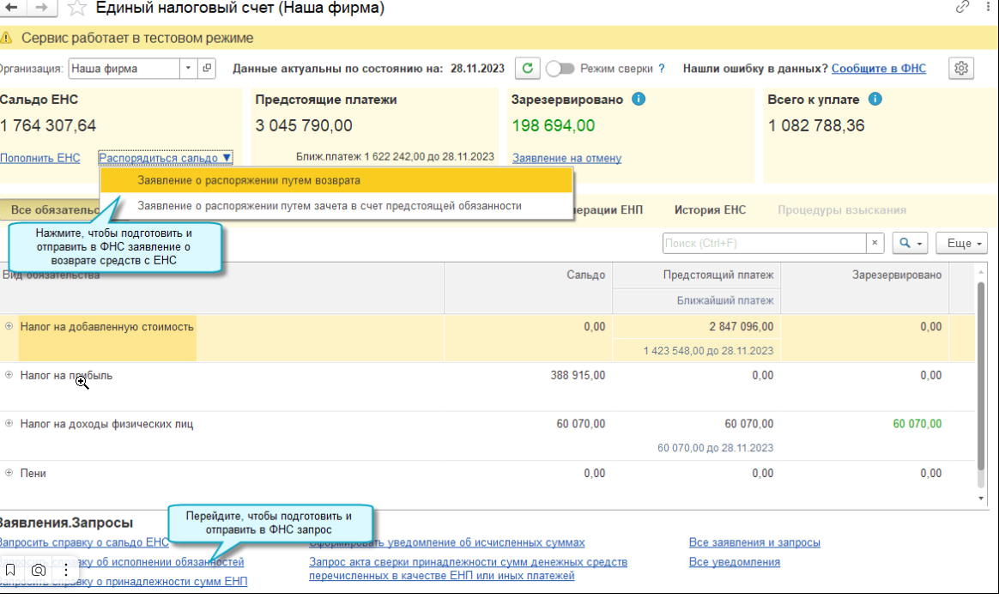 Единый налоговый счет (Наша фирма)
Сервис работает в тестовом режиме
Организация: Наша фирма Данные актуальны по состоянию на: 28.11.2023 Режим сверки ? Нашли ошибку в данных? Сообщите в ФНС
Сальдо ЕНС Предстоящие платежи Зарезервировано Всего к уплате
1 764 307,64 3 045 790,00 198 694,00 1 082 788,36
Пополнить ЕНС Распорядиться сальдо ▼ Ближ.платеж 1 622 242,00 до 28.11.2023 Заявление на отмену
Заявление о распоряжении путем возврата
Заявление о распоряжении путем зачета в счет предстоящей обязанности
Все обязательс перации ЕНП История ЕНС Процедуры взыскания
Нажмите, чтобы подготовить и
отправить в ФНС заявление о
возврате средств с ЕНС
Поиск (Ctrl+F) × Еще
Вид обязательства Сальдо Предстоящий платеж Зарезервировано
Ближайший платеж
Налог на добавленную стоимость 0,00 2 847 096,00 0,00
1 423 548,00 до 28.11.2023
Налог на прибыль 388 915,00 0,00 0,00
Налог на доходы физических лиц 60 070,00 60 070,00 60 070,00
60 070,00 до 28.11.2023
Пени 0,00 0,00 0,00
Заявления.Запросы
Перейдите, чтобы подготовить и
отправить в ФНС запрос
Запросить справку о сальдо ЕНС Сформировать уведомление об исчисленных суммах Все заявления и запросы
Запросить справку об исполнении обязанностей Запрос акта сверки принадлежности сумм денежных средств Все уведомления
перечисленных в качестве ЕНП или иных платежей
Запросить справку о принадлежности сумм ЕНП